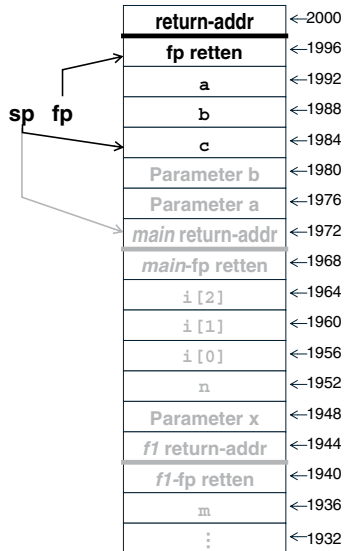 return-addr ←2000
fp retten ←1996
a ←1992
b ←1988
sp fp
c ←1984
Parameter b ←1980
Parameter a ←1976
main return-addr ←1972
main-fp retten ←1968
i[2] ←1964
i[1] ←1960
i[0] ←1956
n ←1952
Parameter x ←1948
f1 return-addr ←1944
f1-fp retten ←1940
m ←1936
⋮ ←1932